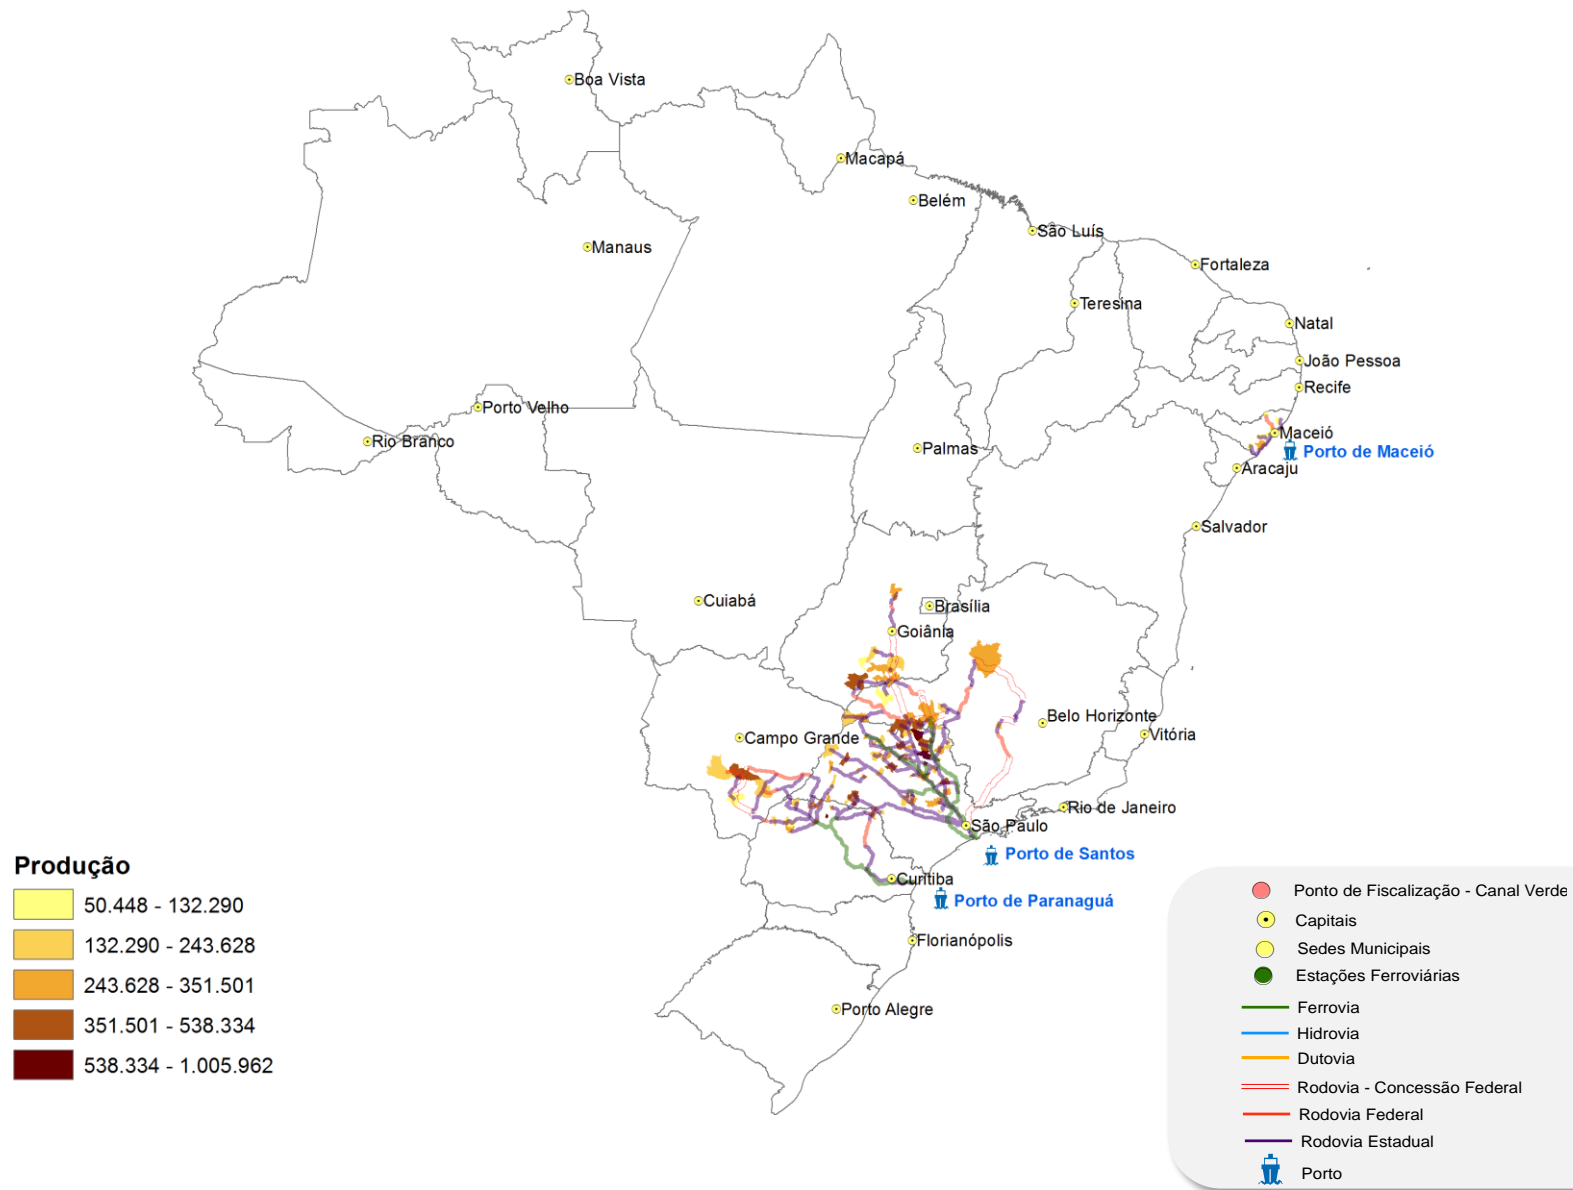 Boa Vista
Macapá
Belém
São Luís
Manaus
Fortaleza
Teresina
Natal
João Pessoa
Recife
Porto Velho
Rio Branco
Maceió
Palmas
Porto de Maceió
Aracaju
Salvador
Cuiabá
Brasília
Goiânia
Belo Horizonte
Campo Grande
Vitória
Rio de Janeiro
São Paulo
Porto de Santos
Curitiba
Porto de Paranaguá
Florianópolis
Porto Alegre
Produção
50.448 - 132.290
132.290 - 243.628
243.628 - 351.501
351.501 - 538.334
538.334 - 1.005.962
Ponto de Fiscalização - Canal Verde
Capitais
Sedes Municipais
Estações Ferroviárias
Ferrovia
Hidrovia
Dutovia
Rodovia - Concessão Federal
Rodovia Federal
Rodovia Estadual
Porto